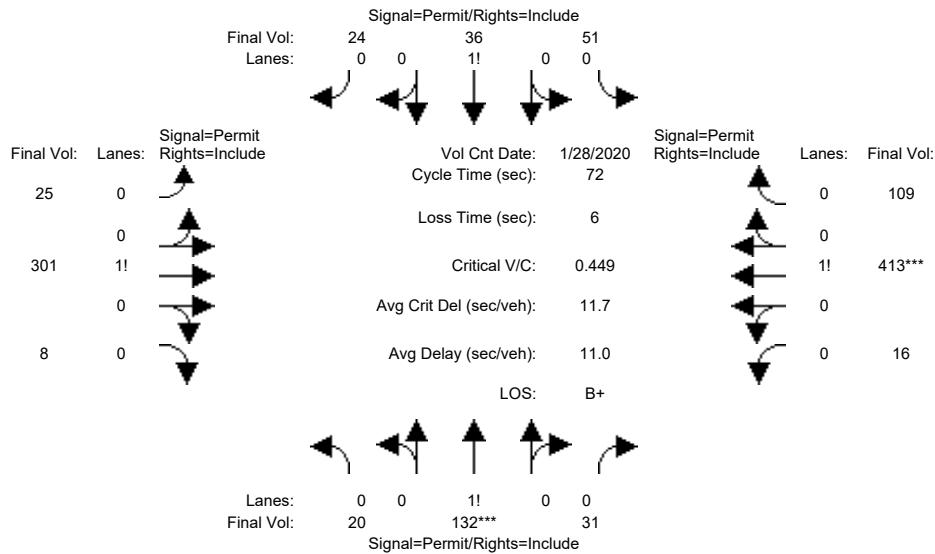 Signal=Permit/Rights=Include
Final Vol: 24 36 51
Lanes: 0 0 1! 0 0
Signal=Permit Signal=Permit
Final Vol: Lanes: Rights=Include Vol Cnt Date: 1/28/2020 Rights=Include Lanes: Final Vol:
Cycle Time (sec): 72
25 0 0 109
Loss Time (sec): 6
0 0
301 1! Critical V/C: 0.449 1! 413***
0 Avg Crit Del (sec/veh): 11.7 0
8 0 Avg Delay (sec/veh): 11.0 0 16
LOS: B+
Lanes: 0 0 1! 0 0
Final Vol: 20 132*** 31
Signal=Permit/Rights=Include